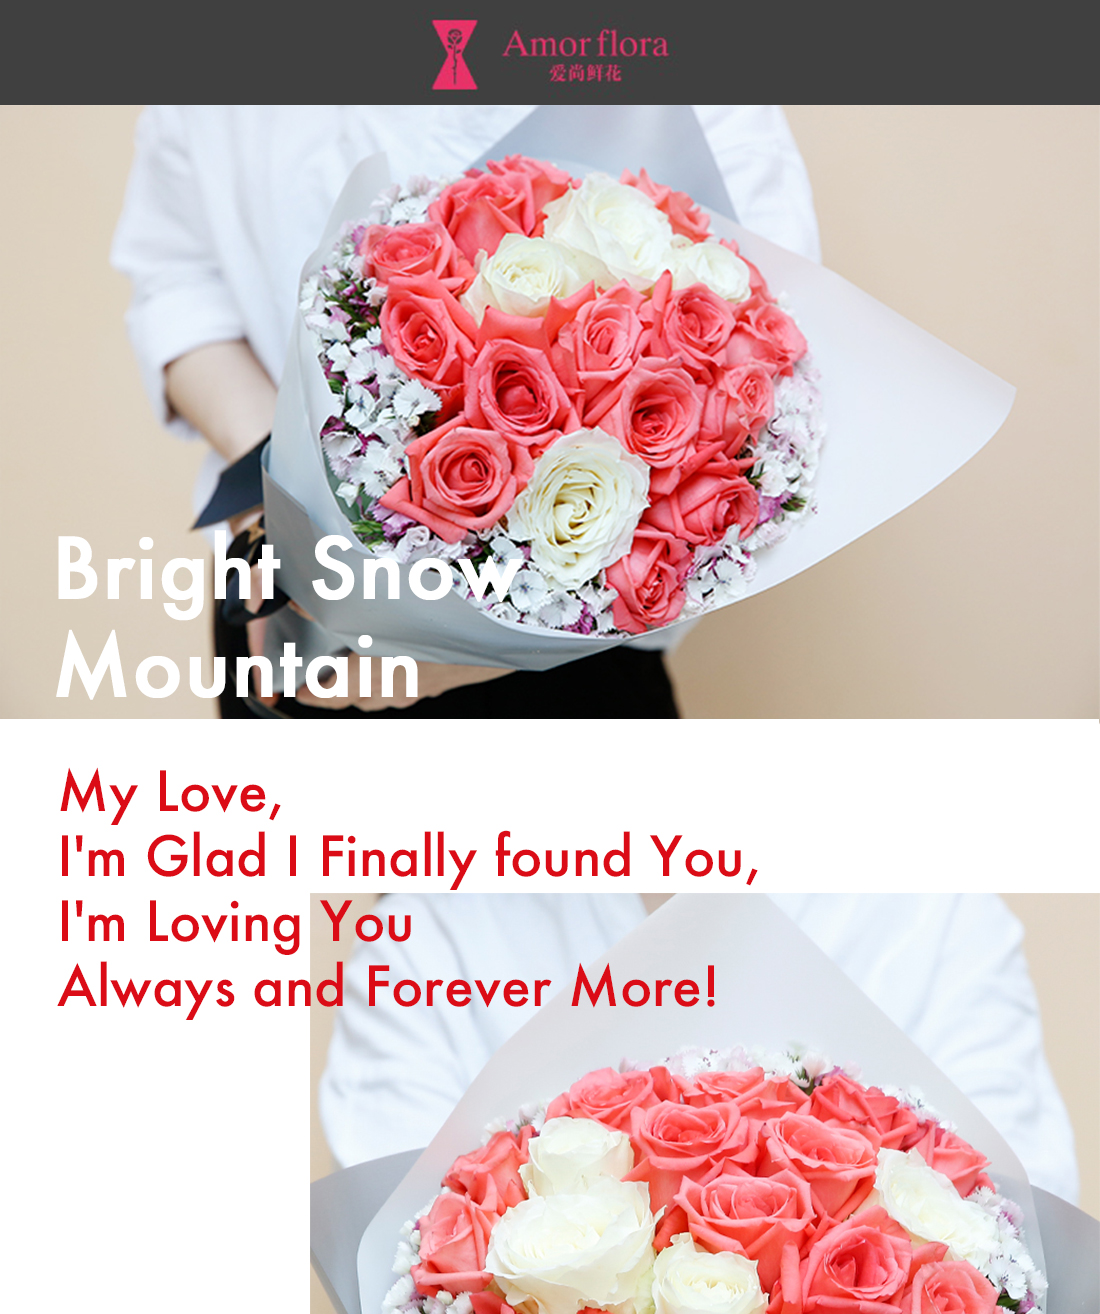 Amor flora
爱尚鲜花
Bright Snow
Mountain
My Love,
I'm Glad I Finally found You,
I'm Loving You
Always and Forever More!